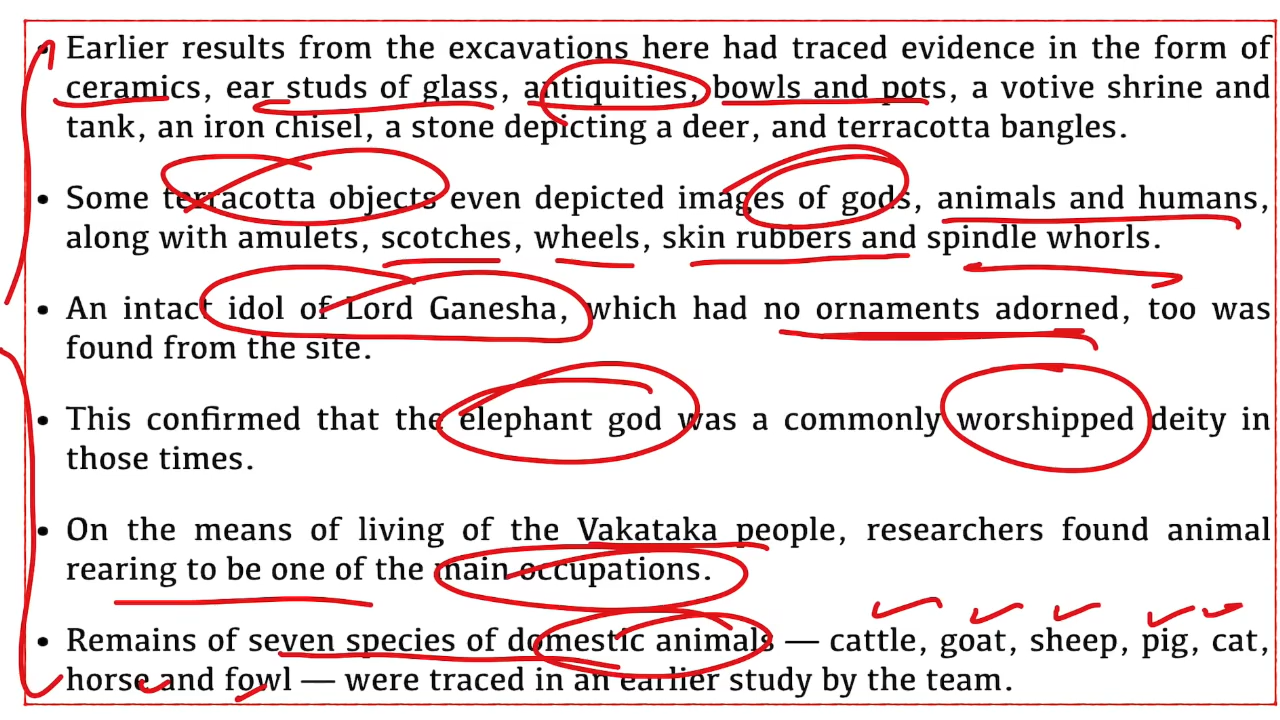 • Earlier results from the excavations here had traced evidence in the form of
ceramics, ear studs of glass, antiquities, bowls and pots, a votive shrine and
tank, an iron chisel, a stone depicting a deer, and terracotta bangles.
• Some terracotta objects even depicted images of gods, animals and humans,
along with amulets, scotches, wheels, skin rubbers and spindle whorls.
• An intact idol of Lord Ganesha, which had no ornaments adorned, too was
found from the site.
• This confirmed that the elephant god was a commonly worshipped deity in
those times.
• On the means of living of the Vakataka people, researchers found animal
rearing to be one of the main occupations.
• Remains of seven species of domestic animals — cattle, goat, sheep, pig, cat,
horse and fowl — were traced in an earlier study by the team.